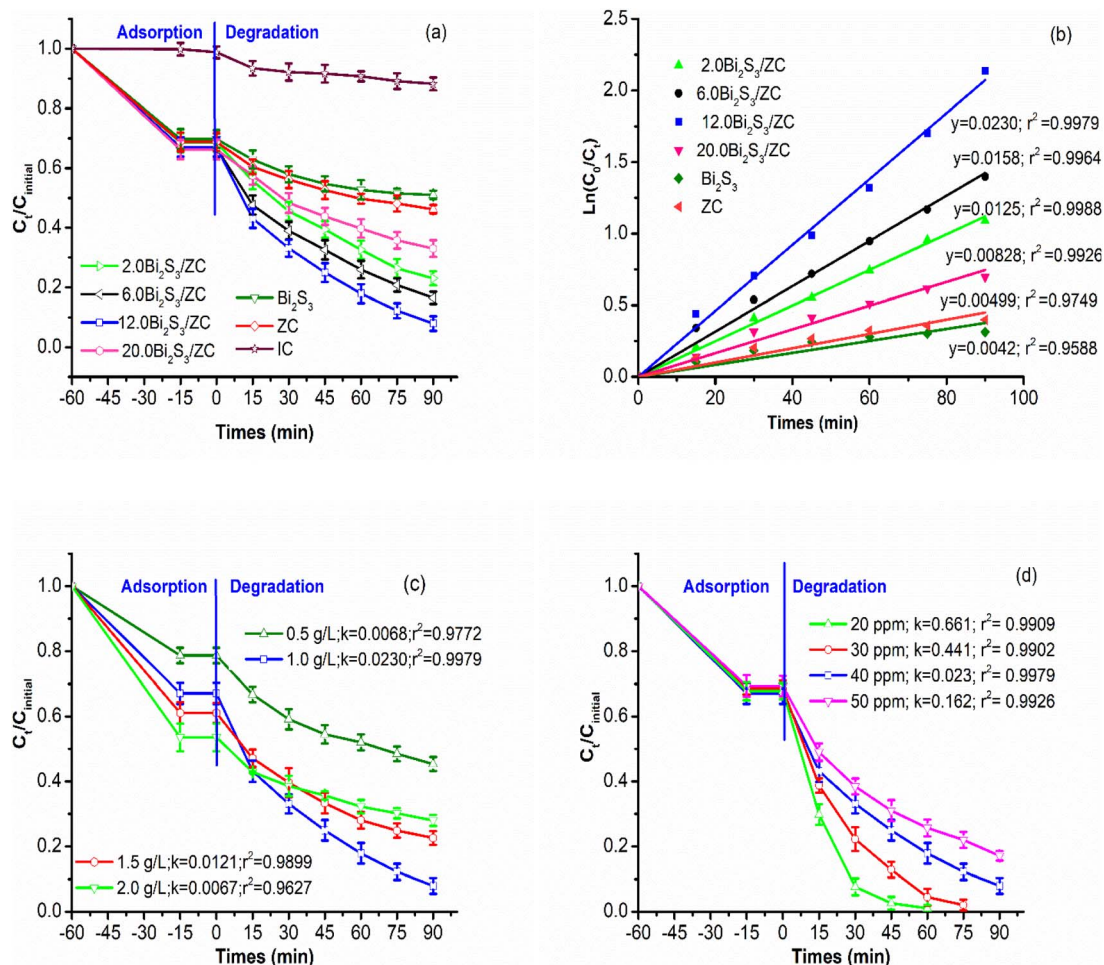 Adsorption Degradation (a)
1.0
0.8
0.6
0.4
0.2
0.0
Ct/Cinitial
2.0Bi2S3/ZC
6.0Bi2S3/ZC
12.0Bi2S3/ZC
20.0Bi2S3/ZC
Bi2S3
ZC
IC
-60 -45 -30 -15 0 15 30 45 60 75 90
Times (min)
(b)
2.5
2.0
1.5
1.0
0.5
0.0
Ln(C0/Ct)
2.0Bi2S3/ZC
6.0Bi2S3/ZC
12.0Bi2S3/ZC
20.0Bi2S3/ZC
Bi2S3
ZC
y=0.0230; r2=0.9979
y=0.0158; r2=0.9964
y=0.0125; r2=0.9988
y=0.00828; r2=0.9926
y=0.00499; r2=0.9749
y=0.0042; r2=0.9588
0 20 40 60 80 100
Times (min)
Adsorption Degradation (c)
1.0
0.8
0.6
0.4
0.2
0.0
Ct/Cinitial
0.5 g/L;k=0.0068;r2=0.9772
1.0 g/L;k=0.0230;r2=0.9979
1.5 g/L;k=0.0121;r2=0.9899
2.0 g/L;k=0.0067;r2=0.9627
-60 -45 -30 -15 0 15 30 45 60 75 90
Times (min)
Adsorption Degradation (d)
1.0
0.8
0.6
0.4
0.2
0.0
Ct/Cinitial
20 ppm; k=0.661; r2= 0.9909
30 ppm; k=0.441; r2= 0.9902
40 ppm; k=0.023; r2= 0.9979
50 ppm; k=0.162; r2= 0.9926
-60 -45 -30 -15 0 15 30 45 60 75 90
Times (min)